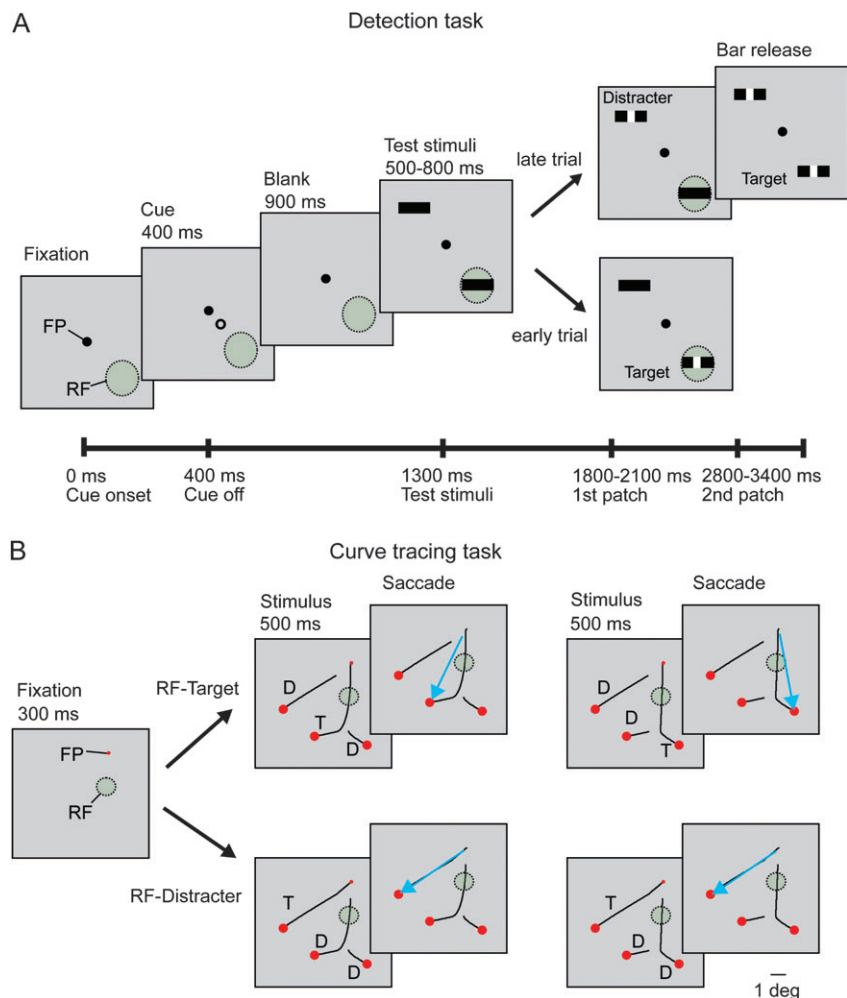 A
Detection task
Bar release
Distracter
Test stimuli
500-800 ms
late trial
Target
Blank
900 ms
Cue
400 ms
Fixation
FP
RF
early trial
Target
0 ms
Cue onset
400 ms
Cue off
1300 ms
Test stimuli
1800-2100 ms
1st patch
2800-3400 ms
2nd patch
B
Curve tracing task
Saccade
Saccade
Stimulus
500 ms
Stimulus
500 ms
Fixation
300 ms
RF-Target
D
T
D
D
D
T
FP
RF
RF-Distracter
T
D
D
T
D
D
1 deg